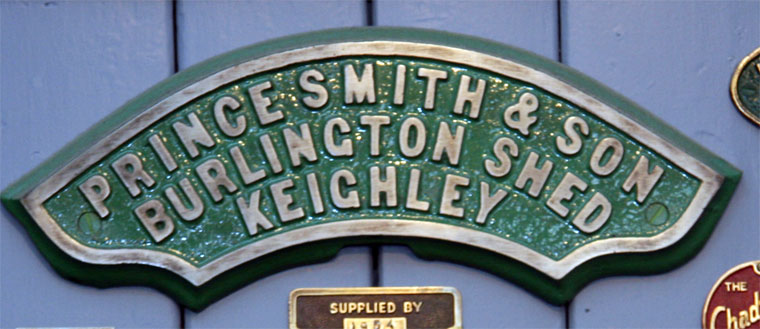 PRINCE SMITH & SON
BURLINGTON SHED
KEIGHLEY
SUPPLIED BY
THE